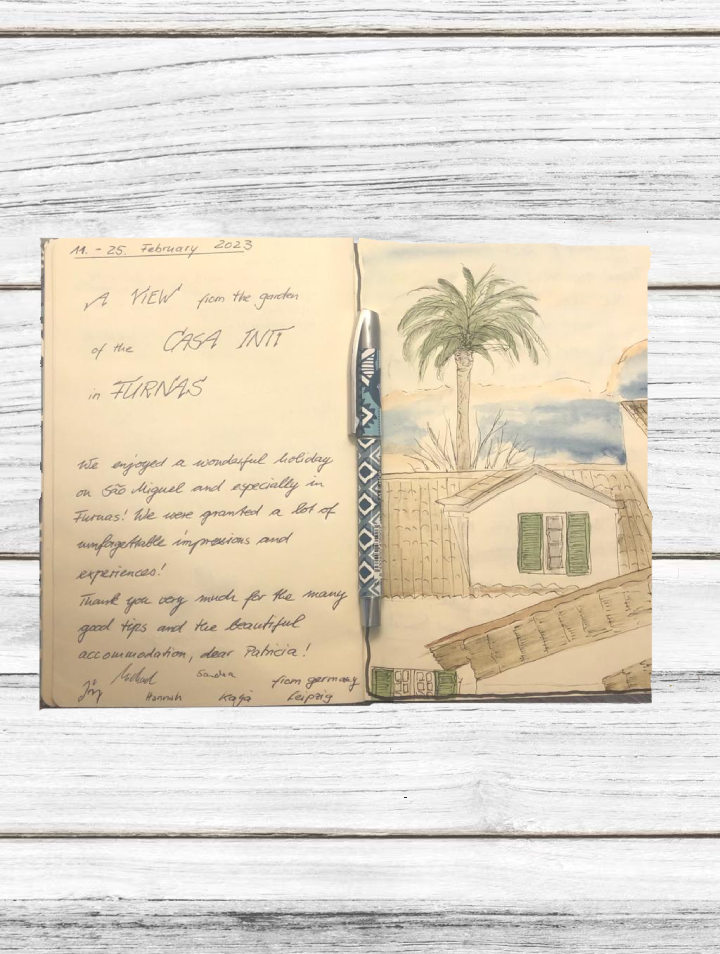 11. - 25. February 2023
A VIEW from the garden
of the CASA INTI
in FURNAS
We enjoyed a wonderful holiday
on São Miguel and especially in
Furnas! We were granted a lot of
unforgettable impressions and
experiences!
Thank you very much for the many
good tips and the beautiful
accommodation, dear Patricia!
Michael Sandra from germany
Jörg Hannah Katja Leipzig